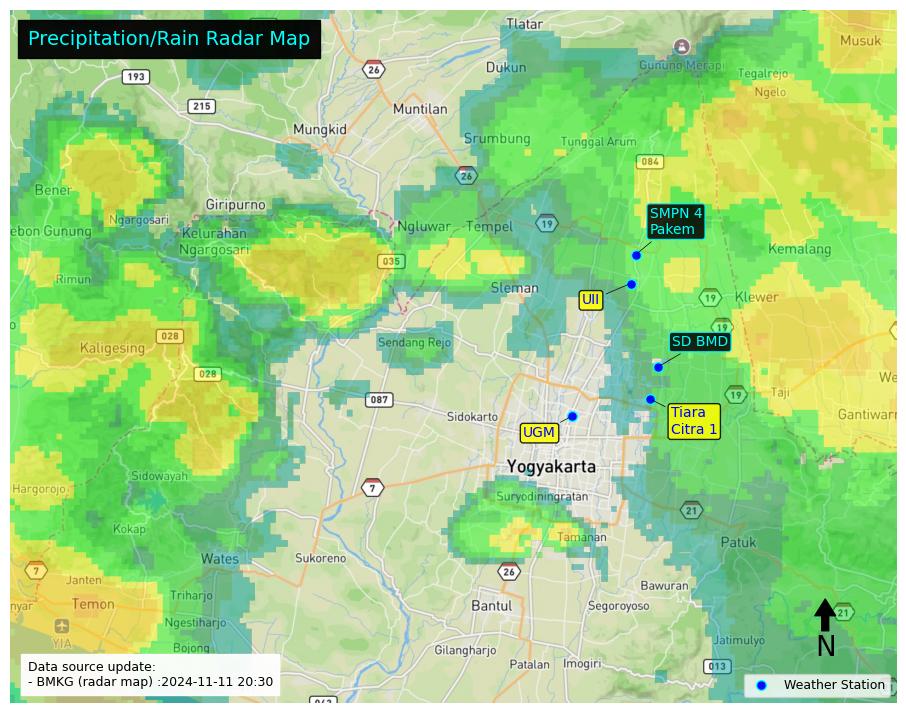 Precipitation/Rain Radar Map
Tlatar
Musuk
26
193
Dukun
Gunung Merapi
Tegalrejo
Ngelo
215
Muntilan
Mungkid
Srumbung
Tunggal Arum
084
26
Bener
Giripurno
Ngargosari
SMPN 4
Pakem
ebon Gunung
Kelurahan
Ngargosari
Ngluwar
Tempel
19
Kemalang
035
Rimun
Sleman
UII
19
Klewer
028
Kaligesing
Sendang Rejo
SD BMD
19
028
087
Sidokarto
UGM
Tiara
Citra 1
19
Taji
We
Gantiwarn
Yogyakarta
Sidowayah
Hargorojo
7
Suryodiningratan
21
Kokap
Tamanan
Patuk
Wates
Sukoreno
7
Janten
26
Bawuran
nyar
Temon
Triharjo
Bantul
Segoroyoso
21
Ngestiharjo
YIA
Bojong
Gilangharjo
Jatimulyo
N
Patalan
Imogiri
013
Data source update:
- BMKG (radar map) :2024-11-11 20:30
Weather Station